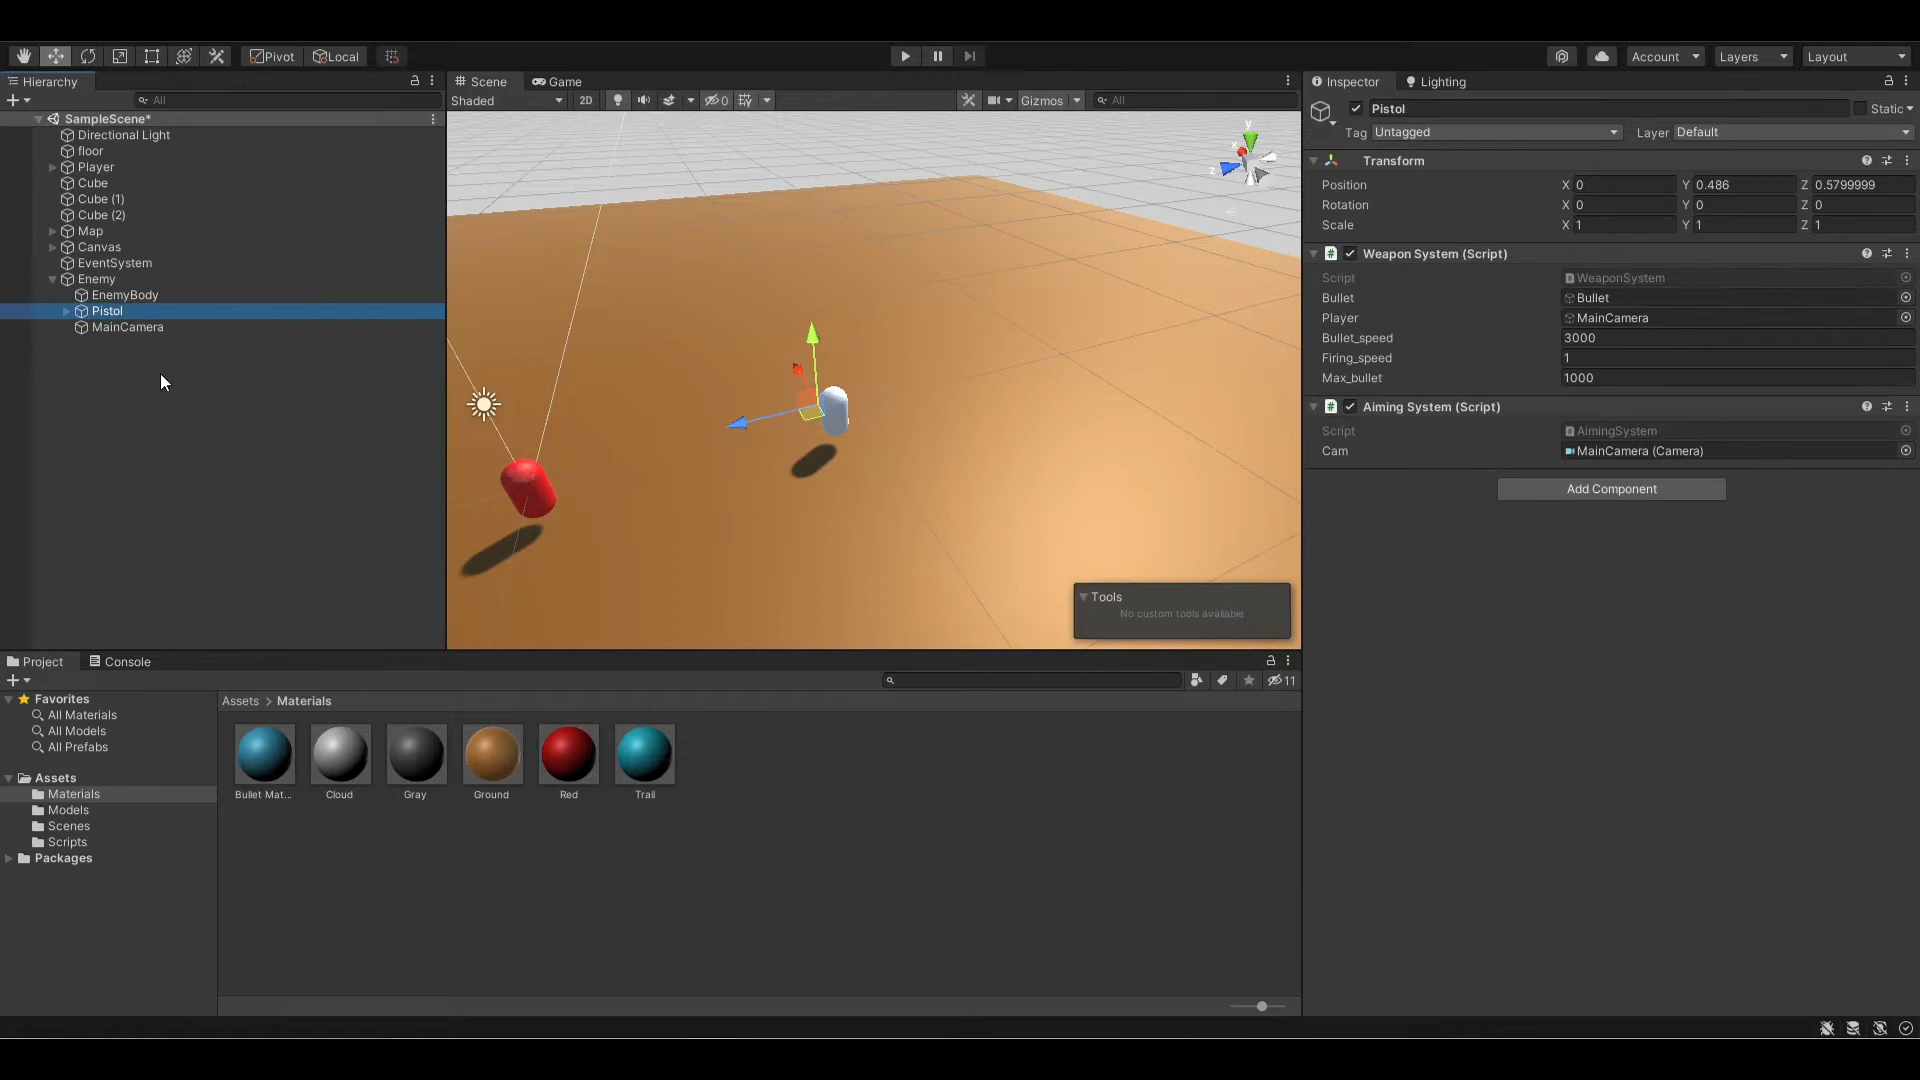 Pivot Local Account Layers Layout
Hierarchy Scene Game Inspector Lighting
All Shaded 2D 0 Gizmos All Pistol Static
SampleScene*
Directional Light
floor
Player
Cube
Cube (1)
Cube (2)
Map
Canvas
EventSystem
Enemy
EnemyBody
Pistol
MainCamera
y
x
z
Tools
No custom tools available
Tag Untagged Layer Default
Transform
Position X 0 Y 0.486 Z 0.5799999
Rotation X 0 Y 0 Z 0
Scale X 1 Y 1 Z 1
# Weapon System (Script)
Script WeaponSystem
Bullet Bullet
Player MainCamera
Bullet_speed 3000
Firing_speed 1
Max_bullet 1000
# Aiming System (Script)
Script AimingSystem
Cam MainCamera (Camera)
Add Component
Project Console
11
Favorites
All Materials
All Models
All Prefabs
Assets
Materials
Models
Scenes
Scripts
Packages
Assets > Materials
Bullet Mat... Cloud Gray Ground Red Trail